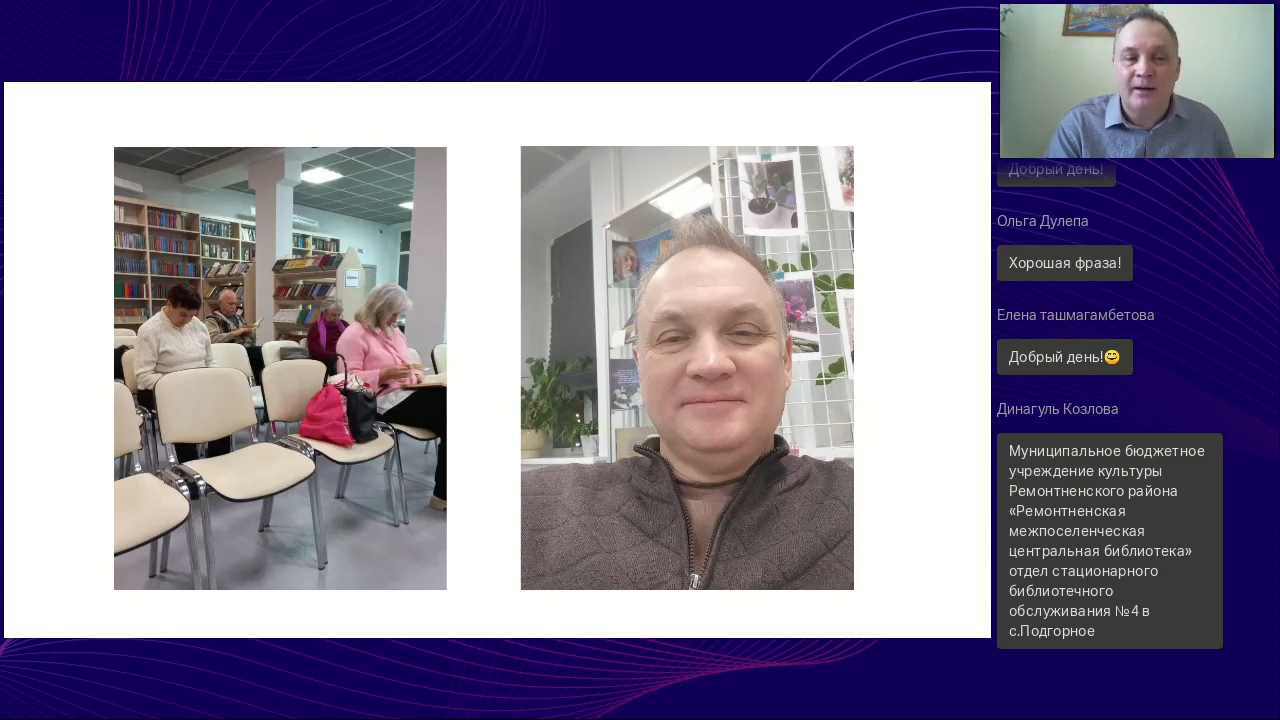 Добрый день!
Ольга Дулепа
Хорошая фраза!
Елена ташмагамбетова
Добрый день!😊
Динагуль Козлова
Муниципальное бюджетное
учреждение культуры
Ремонтненского района
«Ремонтненская
межпоселенческая
центральная библиотека»
отдел стационарного
библиотечного
обслуживания №4 в
с.Подгорное